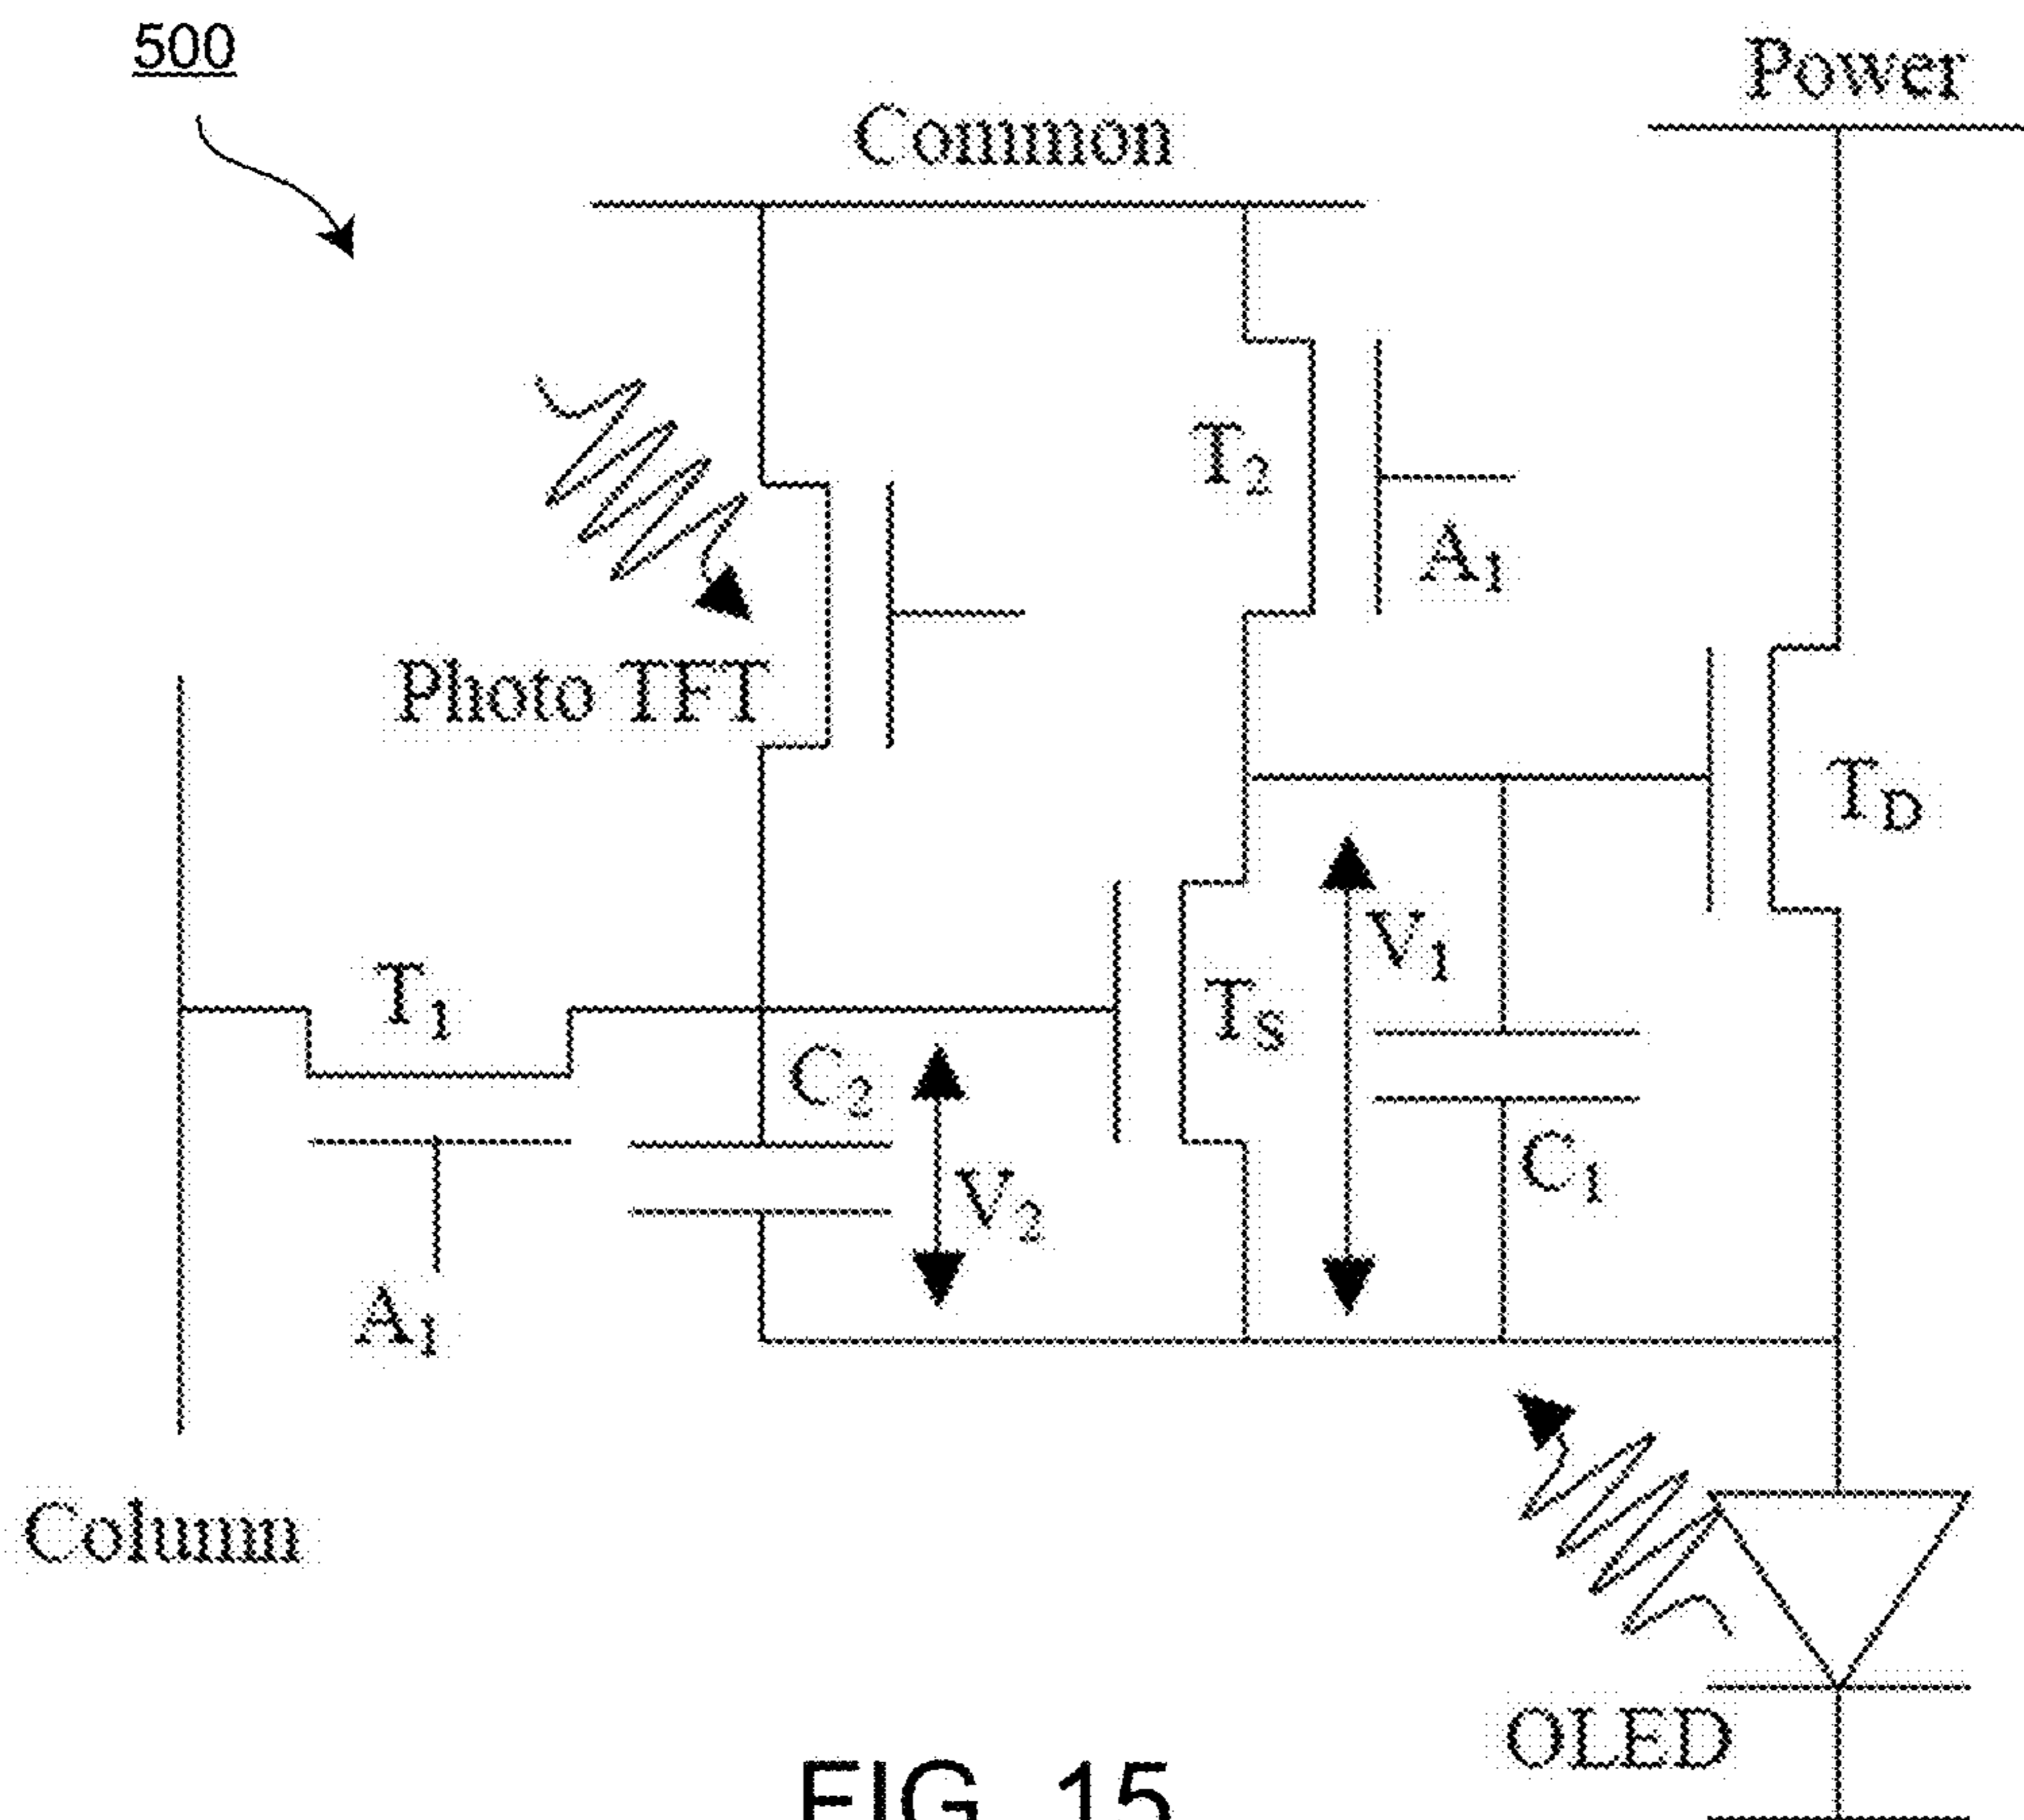 500
Power
Common
T2
A1
Photo TFT
TD
V1
T1
TS
C2
C1
V2
A1
Column
OLED
FIG. 15